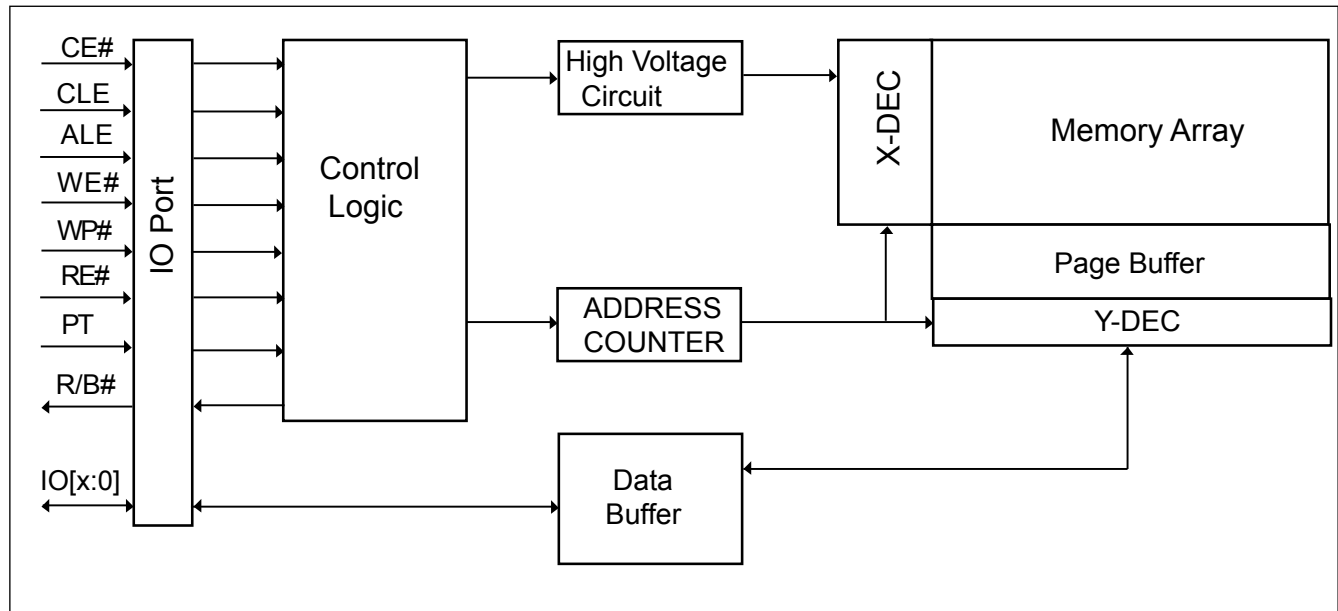 CE#
CLE
ALE
WE#
WP#
RE#
PT
R/B#
IO[x:0]
IO Port
Control
Logic
High Voltage
Circuit
ADDRESS
COUNTER
Data
Buffer
X-DEC
Memory Array
Page Buffer
Y-DEC